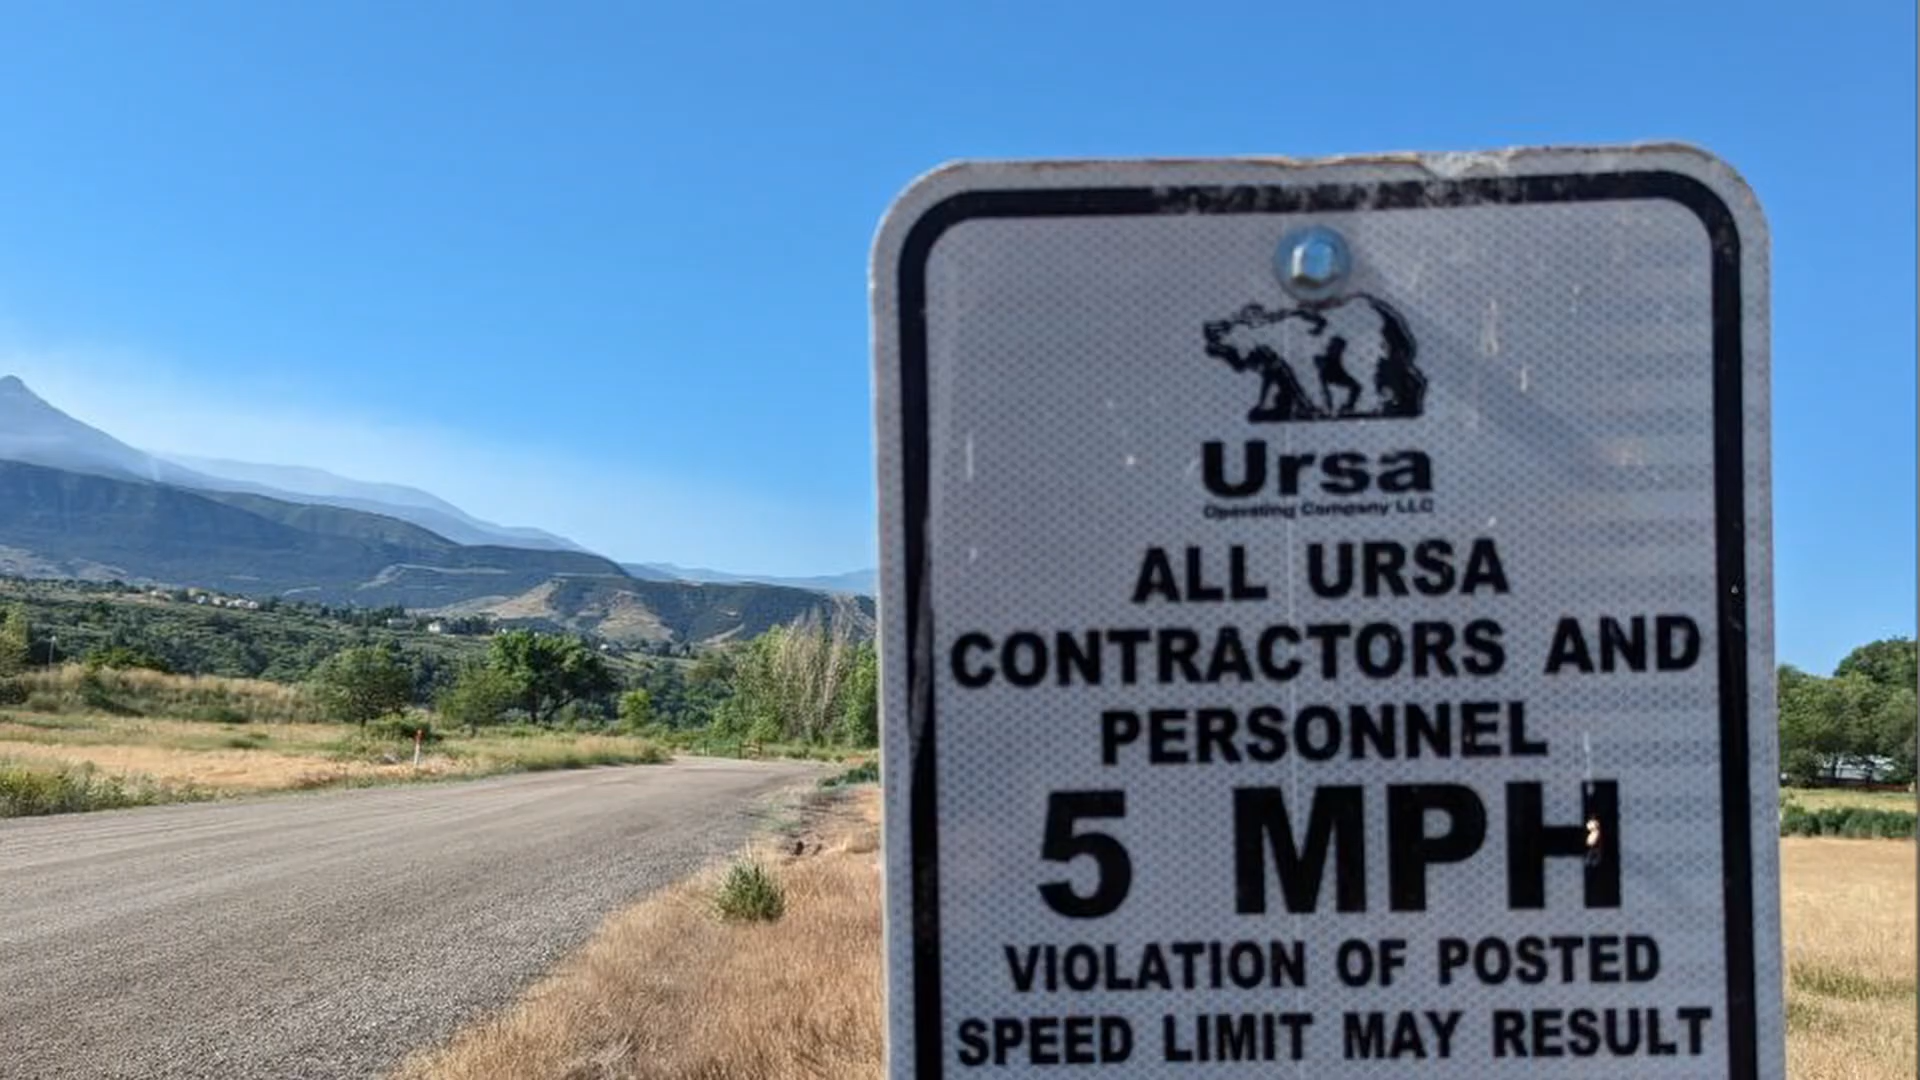 Ursa
Operating Company LLC
ALL URSA
CONTRACTORS AND
PERSONNEL
5 MPH
VIOLATION OF POSTED
SPEED LIMIT MAY RESULT